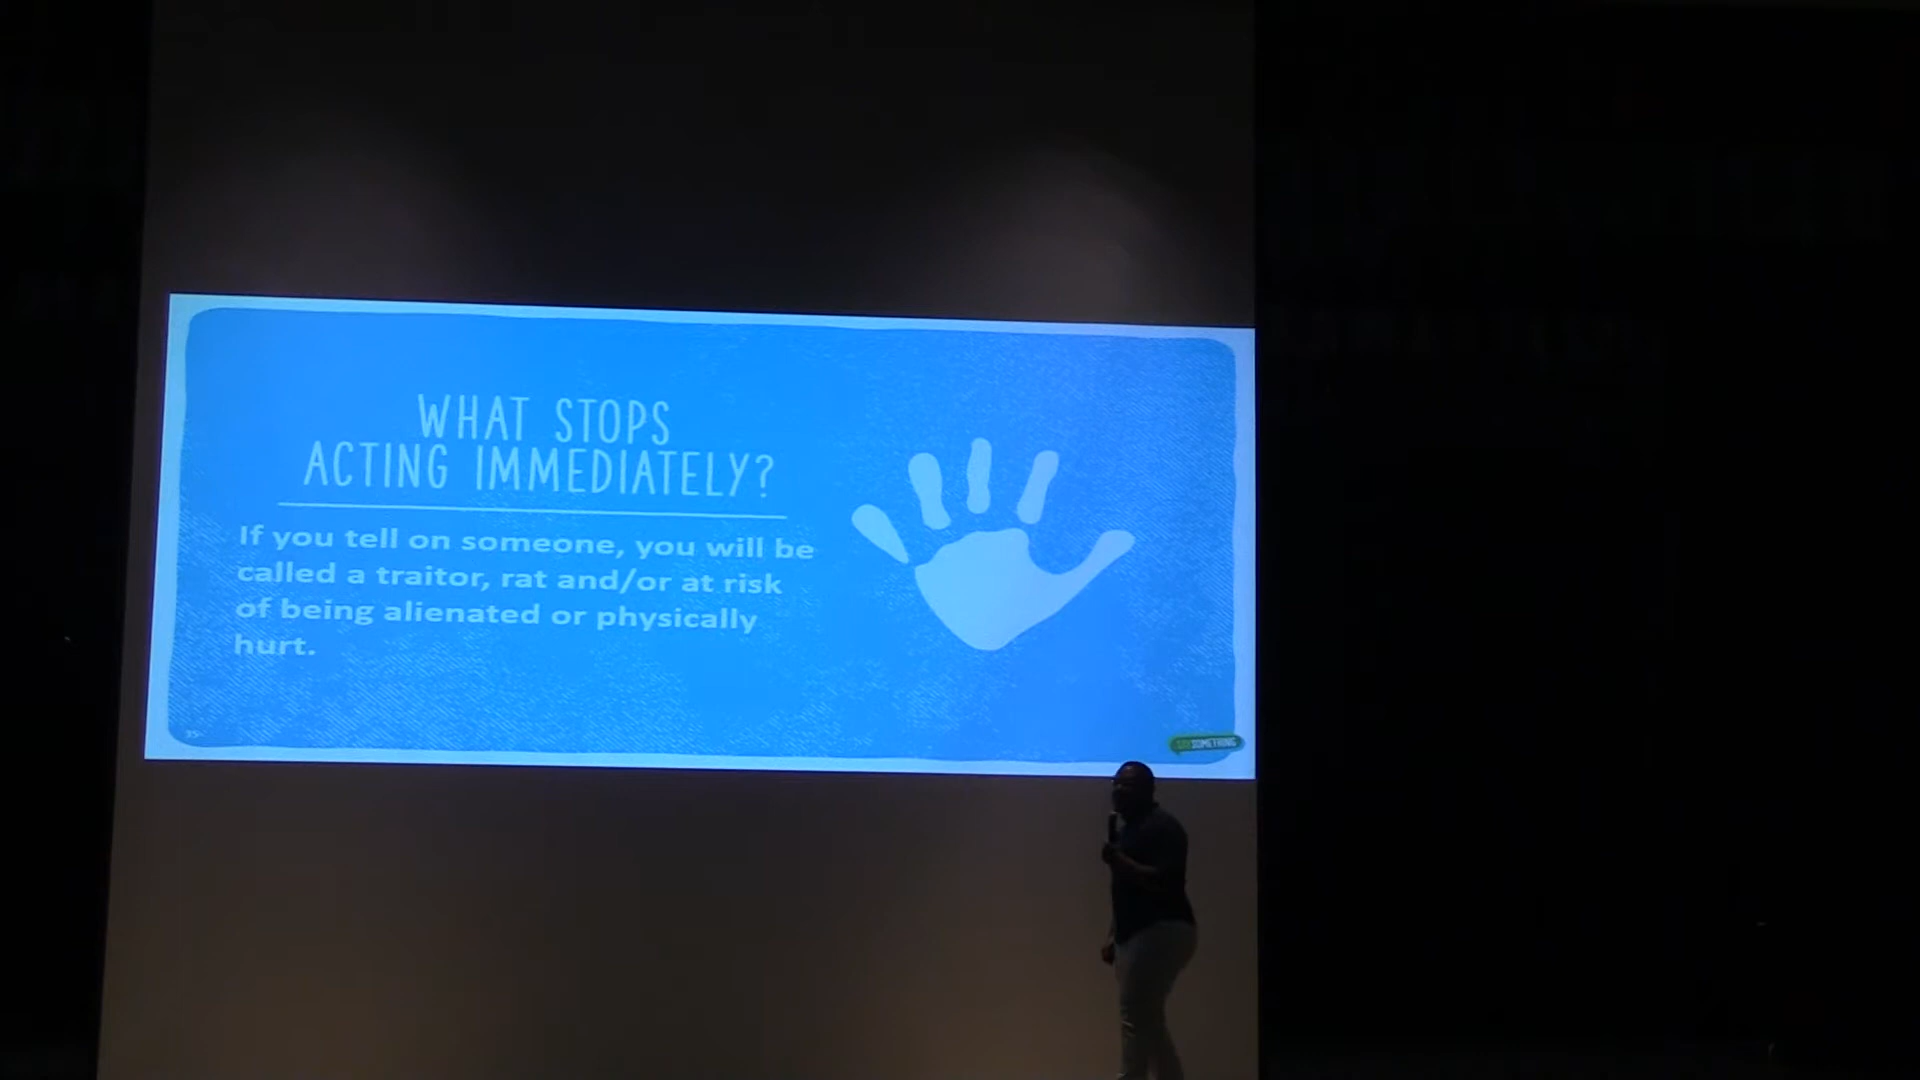 WHAT STOPS
ACTING IMMEDIATELY?
If you tell on someone, you will be
called a traitor, rat and/or at risk
of being alienated or physically
hurt.
SOMETHING